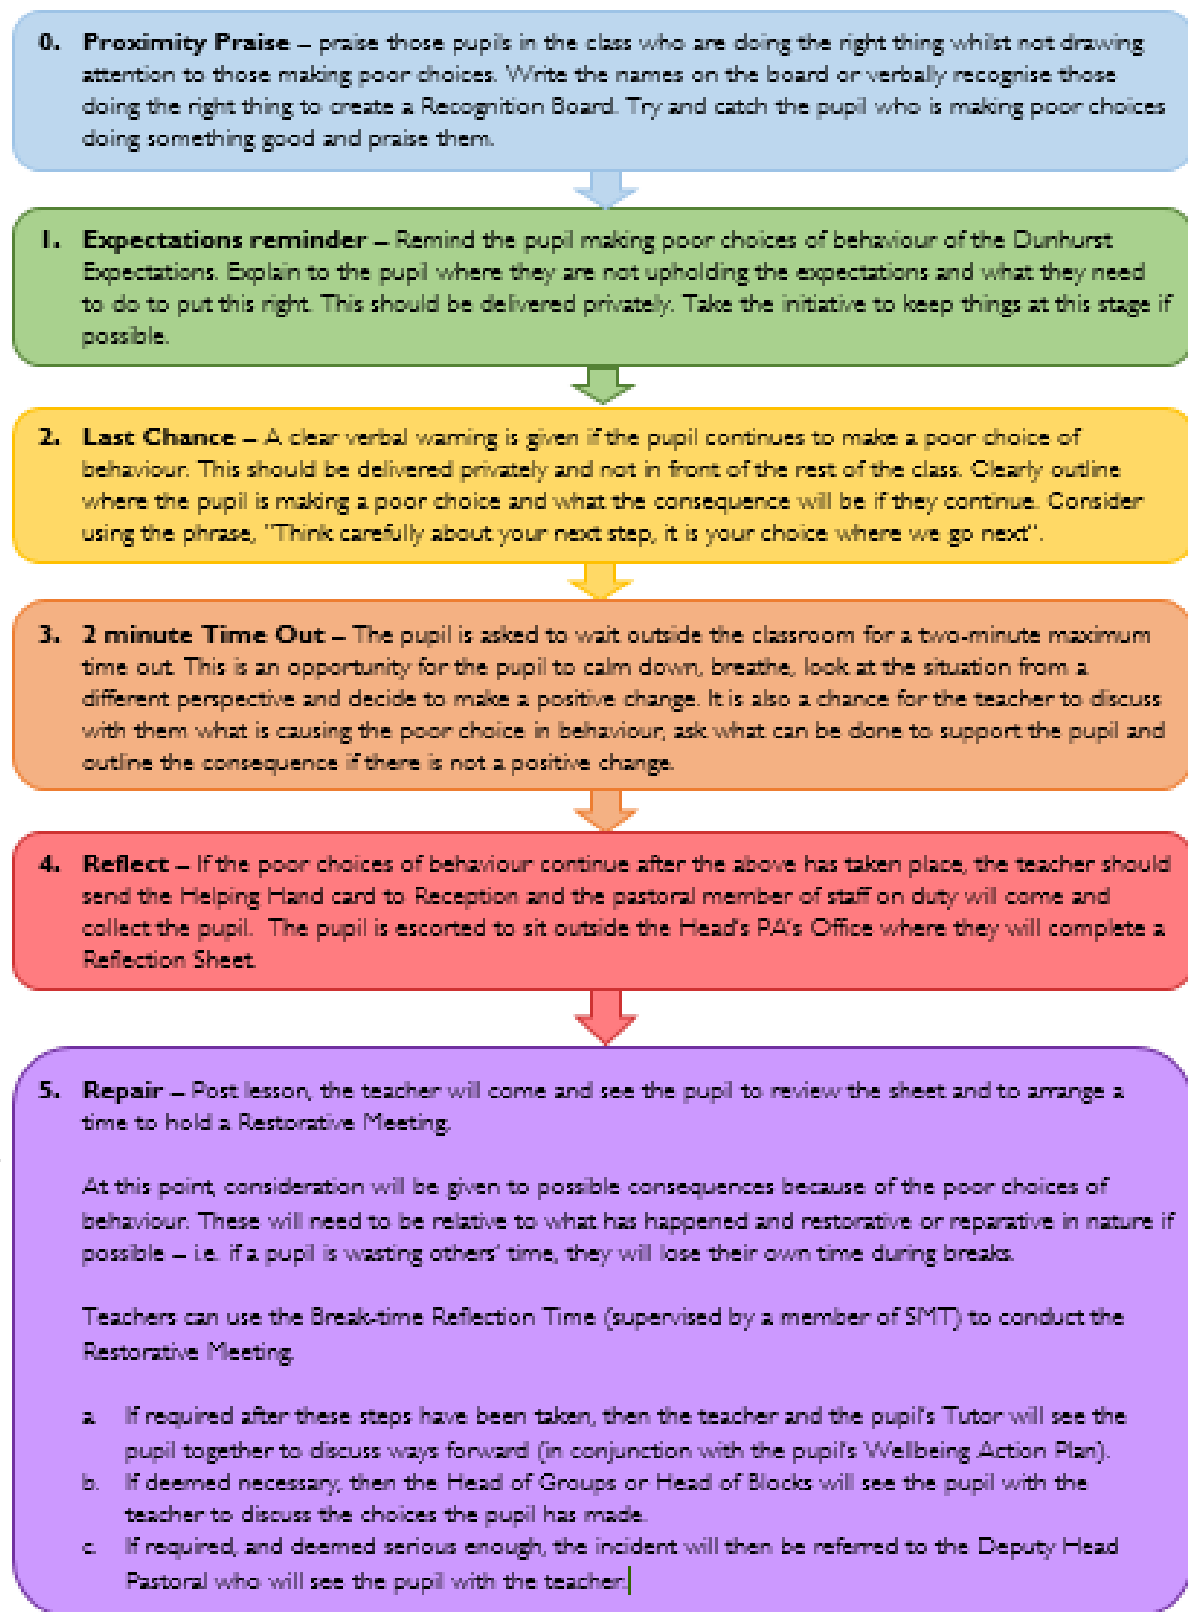 0. Proximity Praise – praise those pupils in the class who are doing the right thing whilst not drawing
attention to those making poor choices. Write the names on the board or verbally recognise those
doing the right thing to create a Recognition Board. Try and catch the pupil who is making poor choices
doing something good and praise them.
1. Expectations reminder – Remind the pupil making poor choices of behaviour of the Dunhurst
Expectations. Explain to the pupil where they are not upholding the expectations and what they need
to do to put this right. This should be delivered privately. Take the initiative to keep things at this stage if
possible.
2. Last Chance – A clear verbal warning is given if the pupil continues to make a poor choice of
behaviour. This should be delivered privately and not in front of the rest of the class. Clearly outline
where the pupil is making a poor choice and what the consequence will be if they continue. Consider
using the phrase, "Think carefully about your next step, it is your choice where we go next".
3. 2 minute Time Out – The pupil is asked to wait outside the classroom for a two-minute maximum
time out. This is an opportunity for the pupil to calm down, breathe, look at the situation from a
different perspective and decide to make a positive change. It is also a chance for the teacher to discuss
with them what is causing the poor choice in behaviour, ask what can be done to support the pupil and
outline the consequence if there is not a positive change.
4. Reflect – If the poor choices of behaviour continue after the above has taken place, the teacher should
send the Helping Hand card to Reception and the pastoral member of staff on duty will come and
collect the pupil. The pupil is escorted to sit outside the Head's PA's Office where they will complete a
Reflection Sheet.
5. Repair – Post lesson, the teacher will come and see the pupil to review the sheet and to arrange a
time to hold a Restorative Meeting.
At this point, consideration will be given to possible consequences because of the poor choices of
behaviour. These will need to be relative to what has happened and restorative or reparative in nature if
possible – i.e. if a pupil is wasting others' time, they will lose their own time during breaks.
Teachers can use the Break-time Reflection Time (supervised by a member of SMT) to conduct the
Restorative Meeting.
a. If required after these steps have been taken, then the teacher and the pupil's Tutor will see the
pupil together to discuss ways forward (in conjunction with the pupil's Wellbeing Action Plan).
b. If deemed necessary, then the Head of Groups or Head of Blocks will see the pupil with the
teacher to discuss the choices the pupil has made.
c. If required, and deemed serious enough, the incident will then be referred to the Deputy Head
Pastoral who will see the pupil with the teacher.